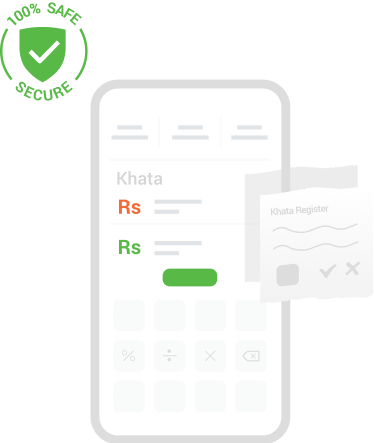 100% SAFE
SECURE
Khata
Rs
Rs
Khata Register
% ÷ ×